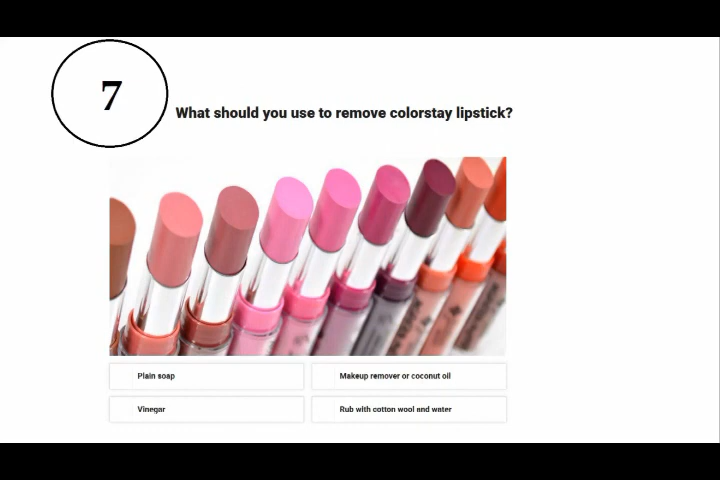 7
What should you use to remove colorstay lipstick?
Plain soap
Makeup remover or coconut oil
Vinegar
Rub with cotton wool and water